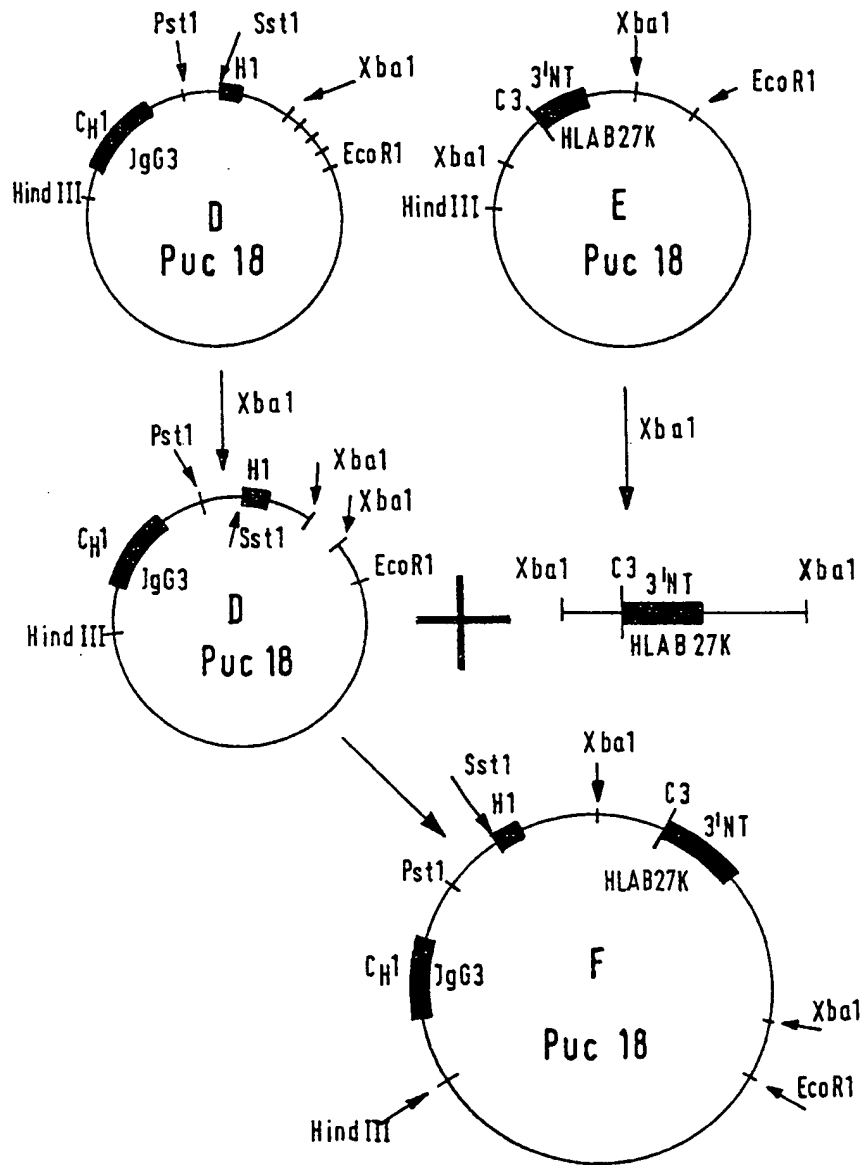 Pst1
Sst1
H1
Xba1
CH1
JgG3
EcoR1
Hind III
D
Puc 18
Xba1
3'NT
C3
EcoR1
HLAB27K
Xba1
Hind III
E
Puc 18
Xba1
Xba1
Pst1
H1
Xba1
Xba1
Sst1
CH1
JgG3
EcoR1
Hind III
D
Puc 18
+
Xba1
C3
3'NT
Xba1
HLAB27K
Sst1
H1
Xba1
C3
3'NT
Pst1
HLAB27K
CH1
JgG3
F
Puc 18
Xba1
EcoR1
Hind III